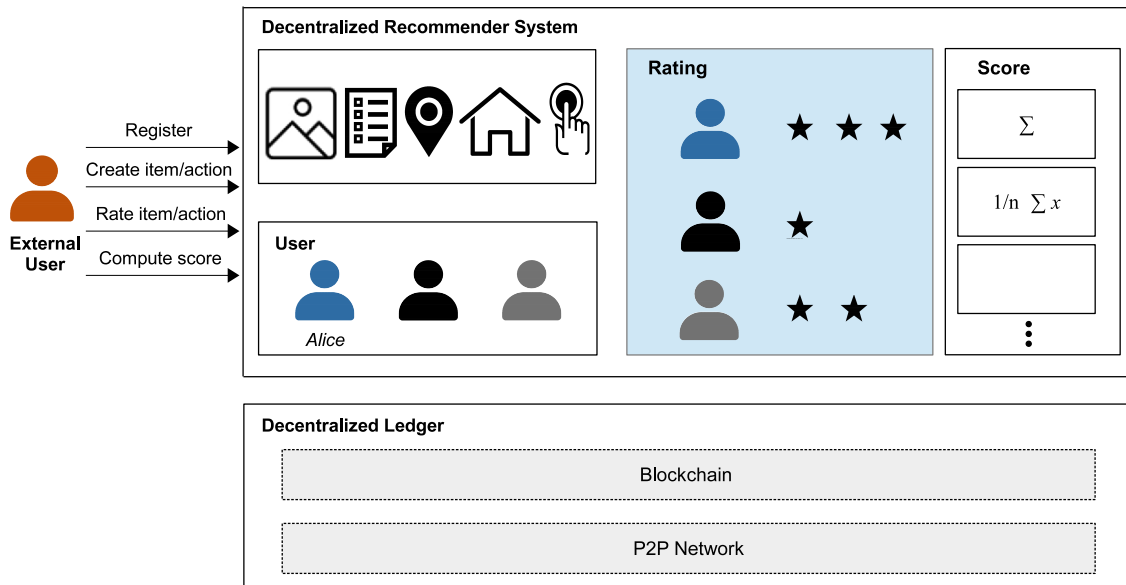 Decentralized Recommender System
Register
Create item/action
Rate item/action
Compute score
External
User
User
Alice
Rating
Score
∑
1/n ∑ x
Decentralized Ledger
Blockchain
P2P Network